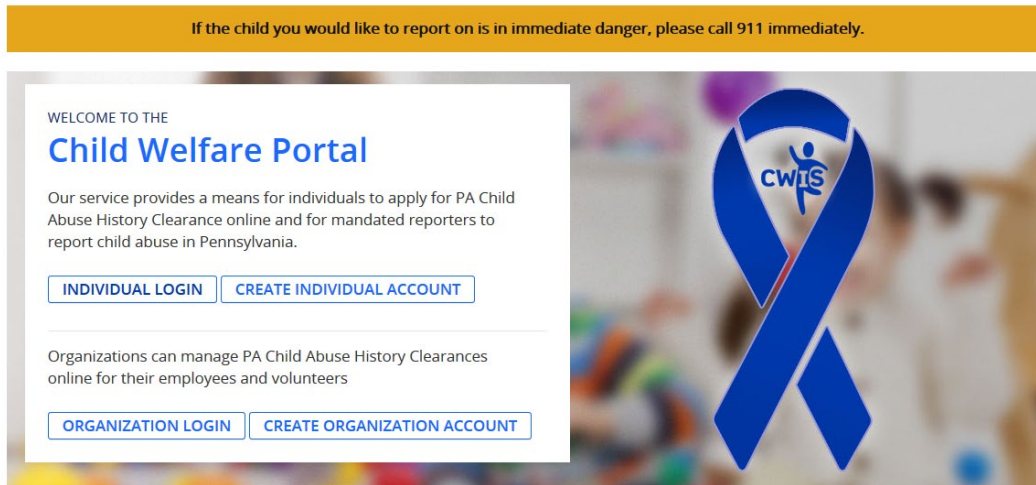 If the child you would like to report on is in immediate danger, please call 911 immediately.
WELCOME TO THE
Child Welfare Portal
Our service provides a means for individuals to apply for PA Child
Abuse History Clearance online and for mandated reporters to
report child abuse in Pennsylvania.
INDIVIDUAL LOGIN CREATE INDIVIDUAL ACCOUNT
Organizations can manage PA Child Abuse History Clearances
online for their employees and volunteers
ORGANIZATION LOGIN CREATE ORGANIZATION ACCOUNT
CWIS